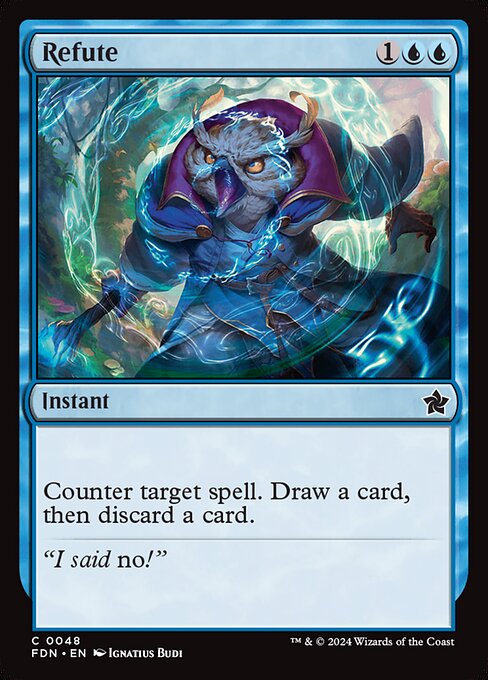 Refute 1
Instant
Counter target spell. Draw a card,
then discard a card.
“I said no!”
C 0048
FDN • EN Ignatius Budi
™ & © 2024 Wizards of the Coast